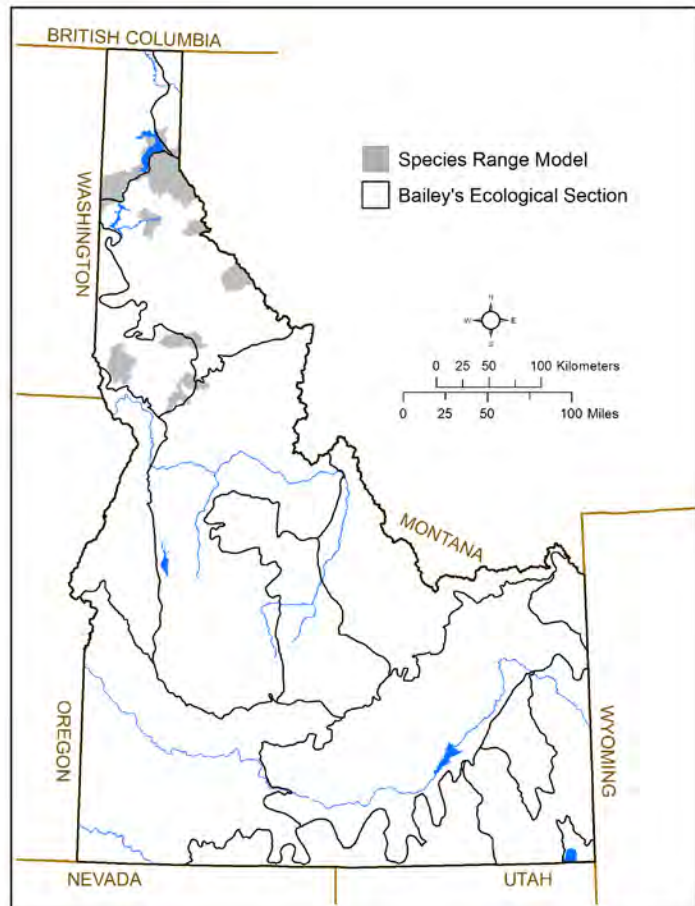 BRITISH COLUMBIA
WASHINGTON
Species Range Model
Bailey's Ecological Section
N
W
E
S
0 25 50 100 Kilometers
0 25 50 100 Miles
MONTANA
OREGON
WYOMING
NEVADA
UTAH